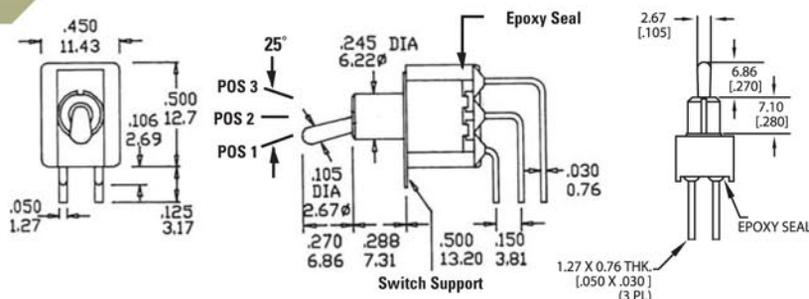 .450
11.43
.500
12.7
.106
2.69
.050
1.27
.125
3.17
25°
POS 3
POS 2
POS 1
.245 DIA
6.22ø
Epoxy Seal
.105
DIA
2.67ø
.030
0.76
.270
6.86
.288
7.31
.500
13.20
.150
3.81
Switch Support
2.67
[.105]
6.86
[.270]
7.10
[.280]
EPOXY SEAL
1.27 X 0.76 THK.
[.050 X .030 ]
(3 PL)